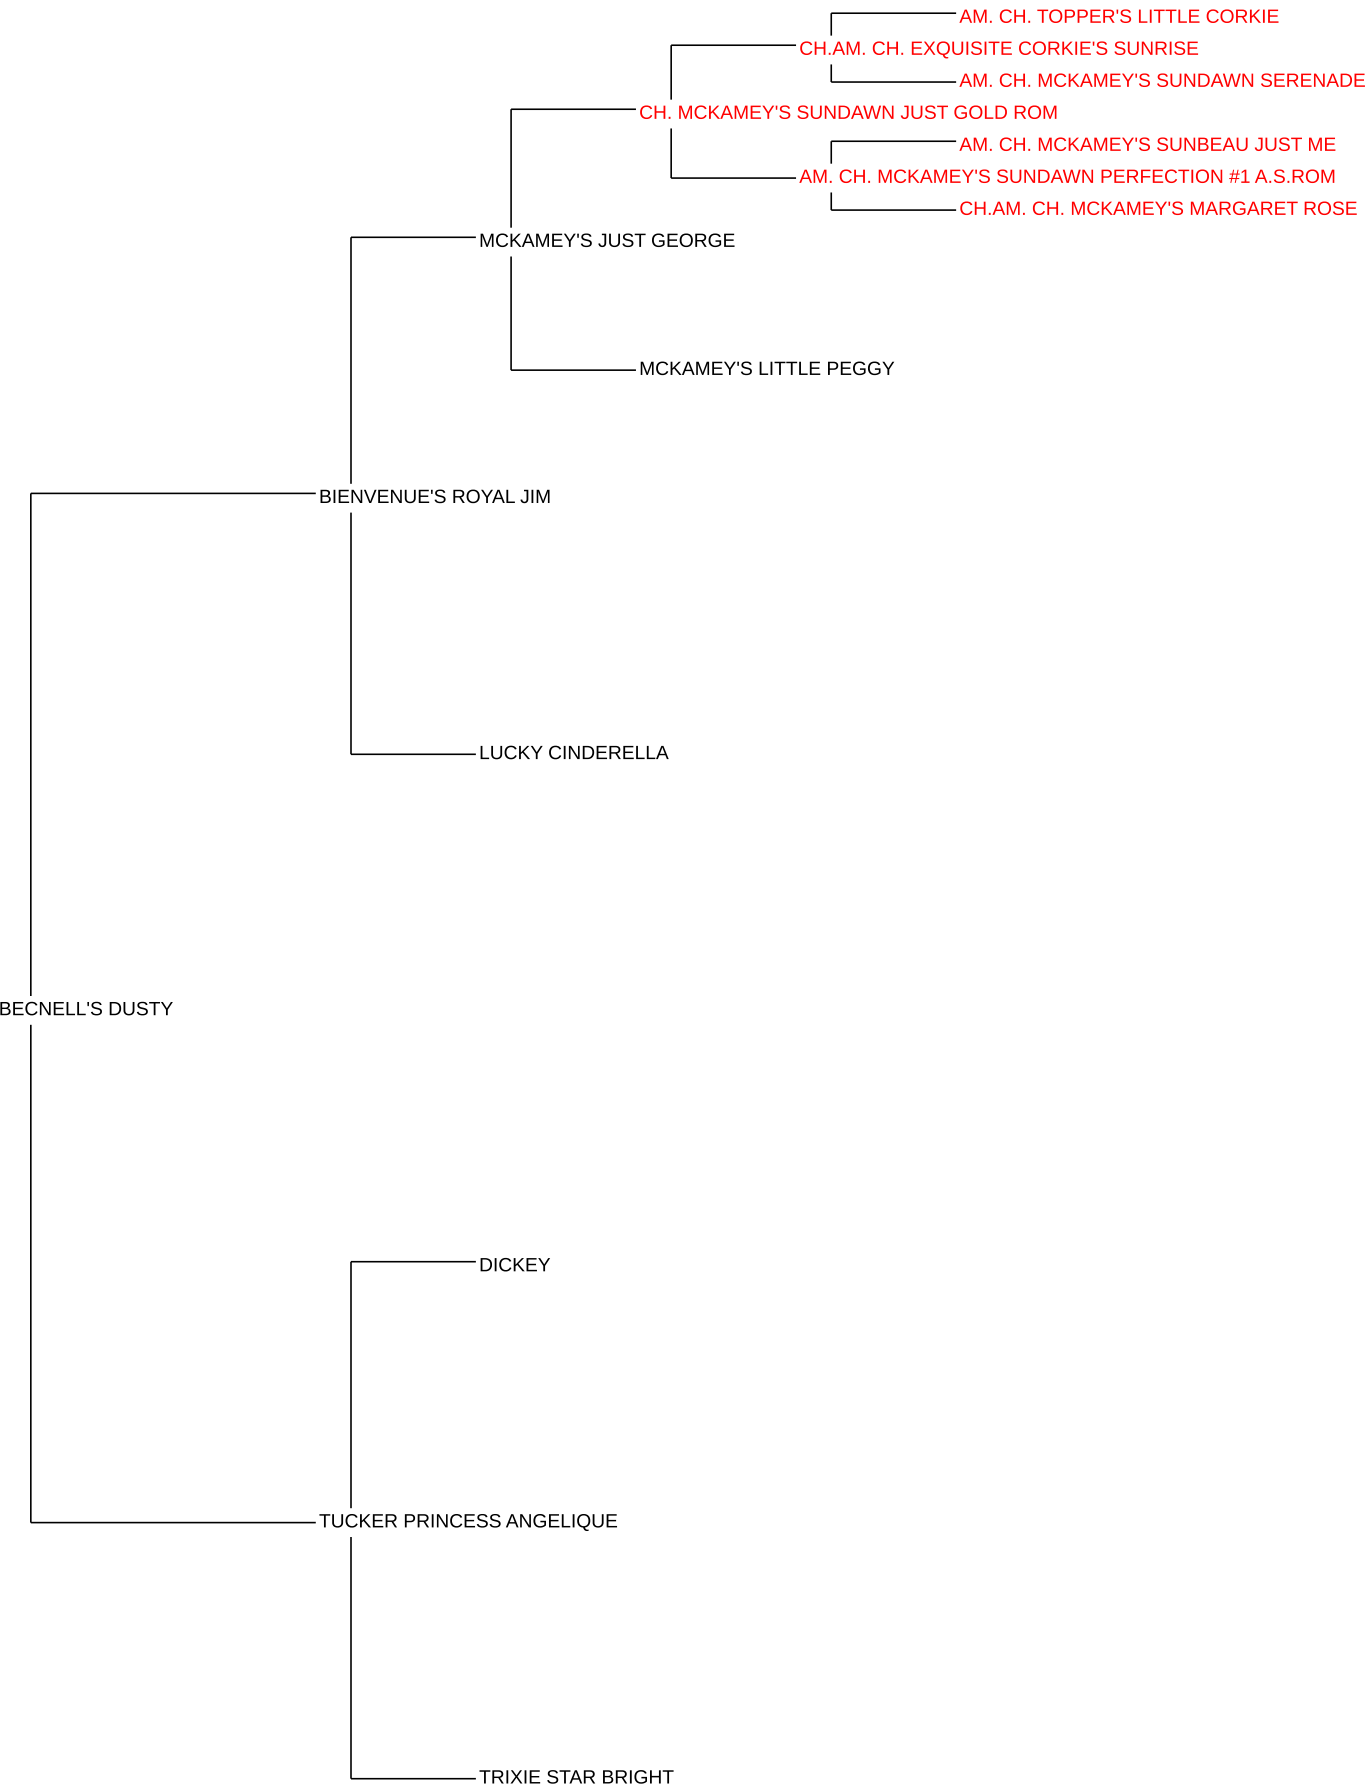 AM. CH. TOPPER'S LITTLE CORKIE
CH.AM. CH. EXQUISITE CORKIE'S SUNRISE
AM. CH. MCKAMEY'S SUNDAWN SERENADE
CH. MCKAMEY'S SUNDAWN JUST GOLD ROM
AM. CH. MCKAMEY'S SUNBEAU JUST ME
AM. CH. MCKAMEY'S SUNDAWN PERFECTION #1 A.S.ROM
CH.AM. CH. MCKAMEY'S MARGARET ROSE
MCKAMEY'S JUST GEORGE
MCKAMEY'S LITTLE PEGGY
BIENVENUE'S ROYAL JIM
LUCKY CINDERELLA
BECNELL'S DUSTY
DICKEY
TUCKER PRINCESS ANGELIQUE
TRIXIE STAR BRIGHT